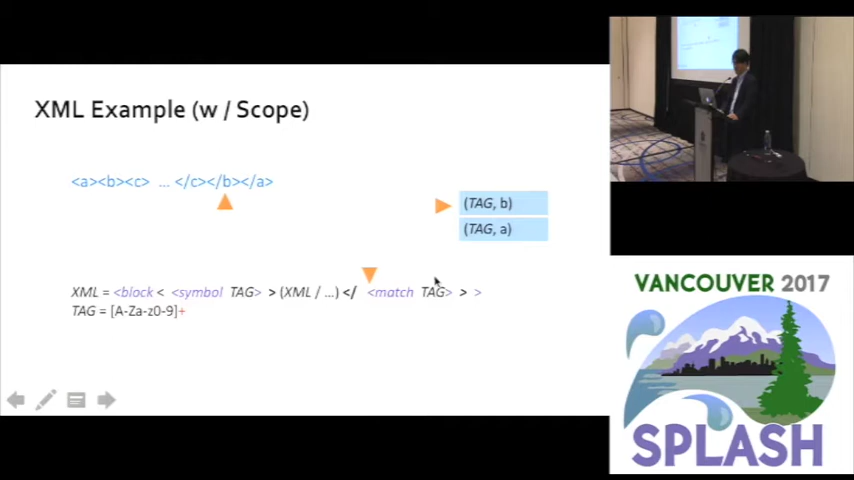 XML Example (w / Scope)
<a><b><c> ... </c></b></a>
(TAG, b)
(TAG, a)
XML = <block < <symbol TAG> > (XML / ...) </ <match TAG> > >
TAG = [A-Za-z0-9]+
VANCOUVER 2017
SPLASH